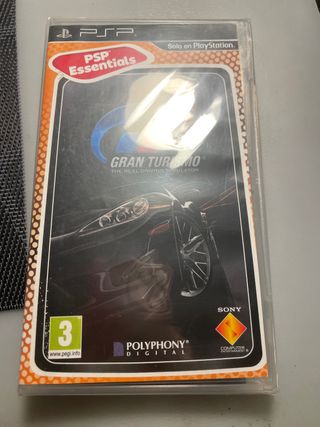 PSP
Solo en PlayStation.
PSP
Essentials
GRAN TURISMO
THE REAL DRIVING SIMULATOR
3
www.pegi.info
POLYPHONY
DIGITAL
SONY
COMPUTER
ENTERTAINMENT